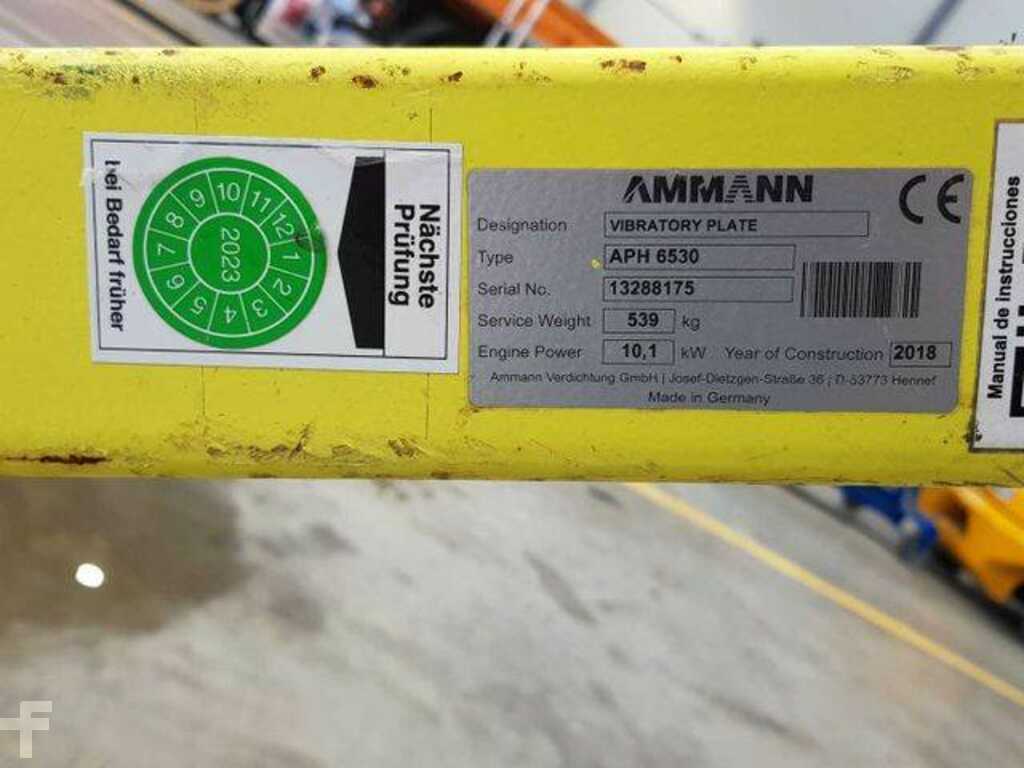 Nächste
Prüfung
9 10 11 12 1 2 3 4 5 6 7 8
2023
bei Bedarf früher
AMMANN
CE
Designation VIBRATORY PLATE
Type APH 6530
Serial No. 13288175
Service Weight 539 kg
Engine Power 10,1 kW Year of Construction 2018
Ammann Verdichtung GmbH | Josef-Dietzgen-Straße 36 ; D-53773 Hennef
Made in Germany
Manual de instrucciones
F